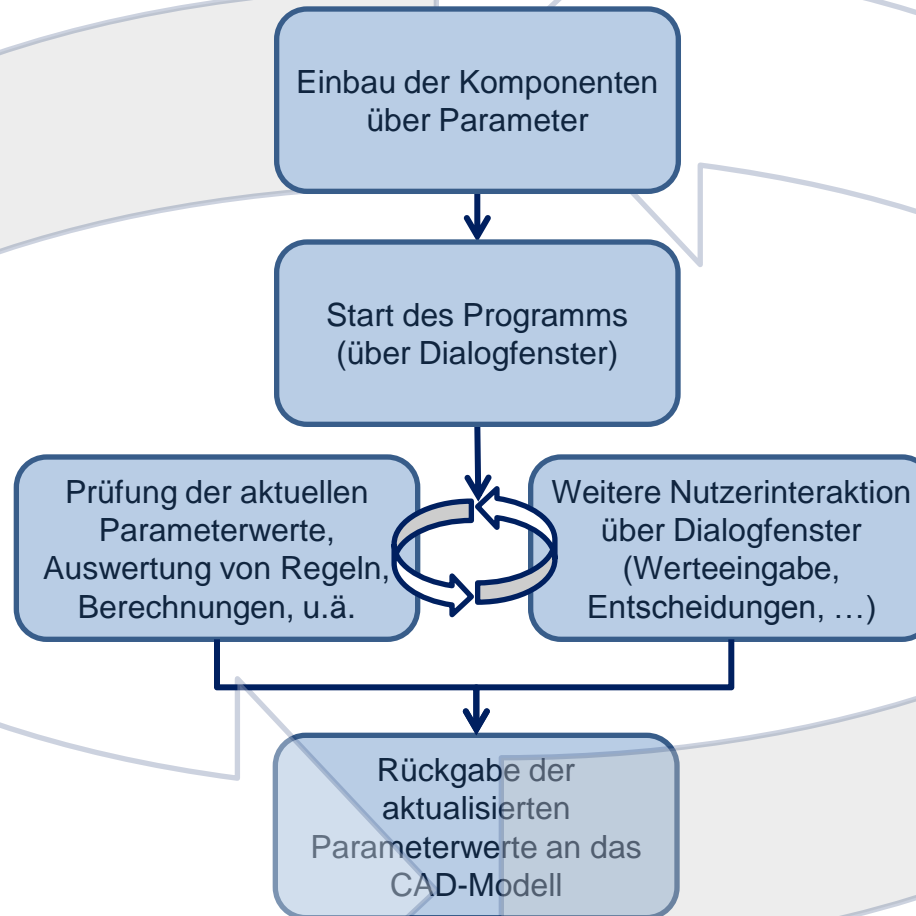 Einbau der Komponenten
über Parameter
Start des Programms
(über Dialogfenster)
Prüfung der aktuellen
Parameterwerte,
Auswertung von Regeln,
Berechnungen, u.ä.
Weitere Nutzerinteraktion
über Dialogfenster
(Werteeingabe,
Entscheidungen, …)
Rückgabe der
aktualisierten
Parameterwerte an das
CAD-Modell